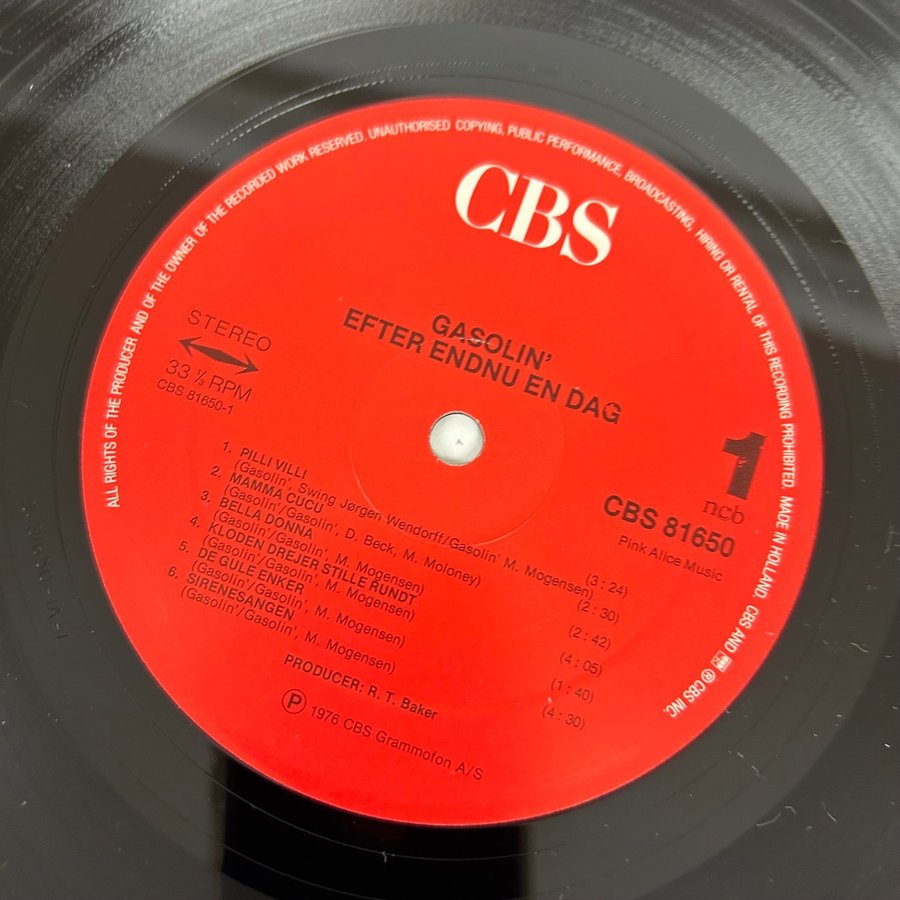 ALL RIGHTS OF THE PRODUCER AND OF THE OWNER OF THE RECORDED WORK RESERVED. UNAUTHORISED COPYING, PUBLIC PERFORMANCE, BROADCASTING, HIRING OR RENTAL OF THIS RECORDING PROHIBITED. MADE IN HOLLAND. CBS AND ® CBS INC.
CBS
GASOLIN'
EFTER ENDNU EN DAG
STEREO
33 ⅓ RPM
CBS 81650-1
1
ncb
CBS 81650
Pink Alice Music
1. PILLI VILLI
(Gasolin', Swing Jørgen Wendorff/Gasolin' M. Mogensen) (3:24)
2. MAMMA CUCU
(Gasolin'/Gasolin', D. Beck, M. Moloney) (2:30)
3. BELLA DONNA
(Gasolin'/Gasolin', M. Mogensen) (2:42)
4. KLODEN DREJER STILLE RUNDT
(Gasolin'/Gasolin', M. Mogensen) (4:05)
5. DE GULE ENKER
(Gasolin'/Gasolin', M. Mogensen) (1:40)
6. SIRENESANGEN
(Gasolin'/Gasolin', M. Mogensen) (4:30)
PRODUCER: R. T. Baker
Ⓟ 1976 CBS Grammofon A/S